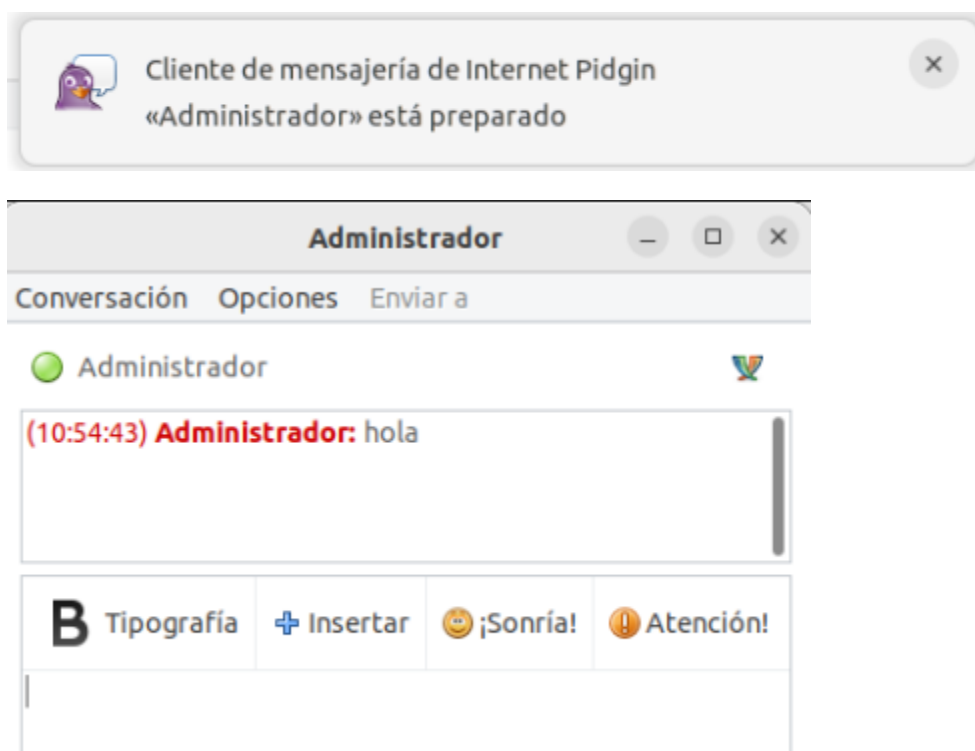 Cliente de mensajería de Internet Pidgin
«Administrador» está preparado
Administrador
Conversación Opciones Enviar a
Administrador
(10:54:43) Administrador: hola
B Tipografía Insertar ¡Sonría! Atención!